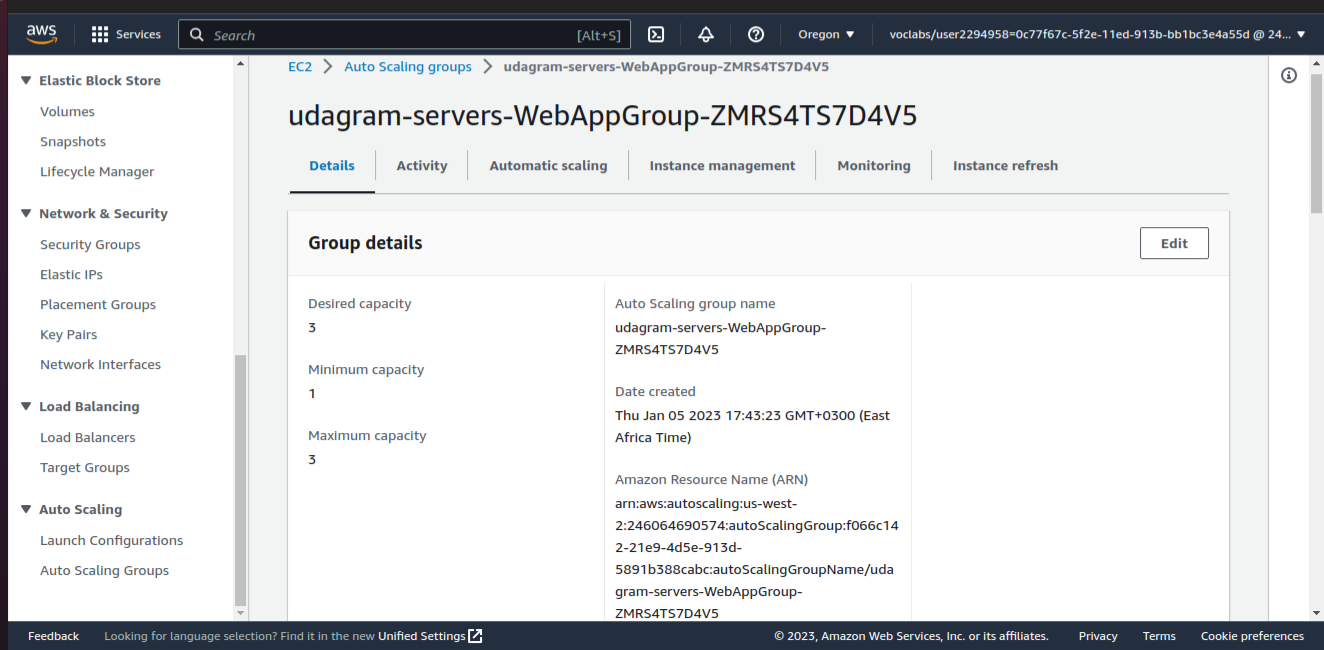 aws
Services
Search [Alt+S]
Oregon
voclabs/user2294958=0c77f67c-5f2e-11ed-913b-bb1bc3e4a55d @ 24...
Elastic Block Store
Volumes
Snapshots
Lifecycle Manager
Network & Security
Security Groups
Elastic IPs
Placement Groups
Key Pairs
Network Interfaces
Load Balancing
Load Balancers
Target Groups
Auto Scaling
Launch Configurations
Auto Scaling Groups
EC2 > Auto Scaling groups > udagram-servers-WebAppGroup-ZMRS4TS7D4V5
udagram-servers-WebAppGroup-ZMRS4TS7D4V5
Details Activity Automatic scaling Instance management Monitoring Instance refresh
Group details
Edit
Desired capacity
3
Minimum capacity
1
Maximum capacity
3
Auto Scaling group name
udagram-servers-WebAppGroup-
ZMRS4TS7D4V5
Date created
Thu Jan 05 2023 17:43:23 GMT+0300 (East
Africa Time)
Amazon Resource Name (ARN)
arn:aws:autoscaling:us-west-
2:246064690574:autoScalingGroup:f066c14
2-21e9-4d5e-913d-
5891b388cabc:autoScalingGroupName/uda
gram-servers-WebAppGroup-
ZMRS4TS7D4V5
Feedback Looking for language selection? Find it in the new Unified Settings
© 2023, Amazon Web Services, Inc. or its affiliates. Privacy Terms Cookie preferences